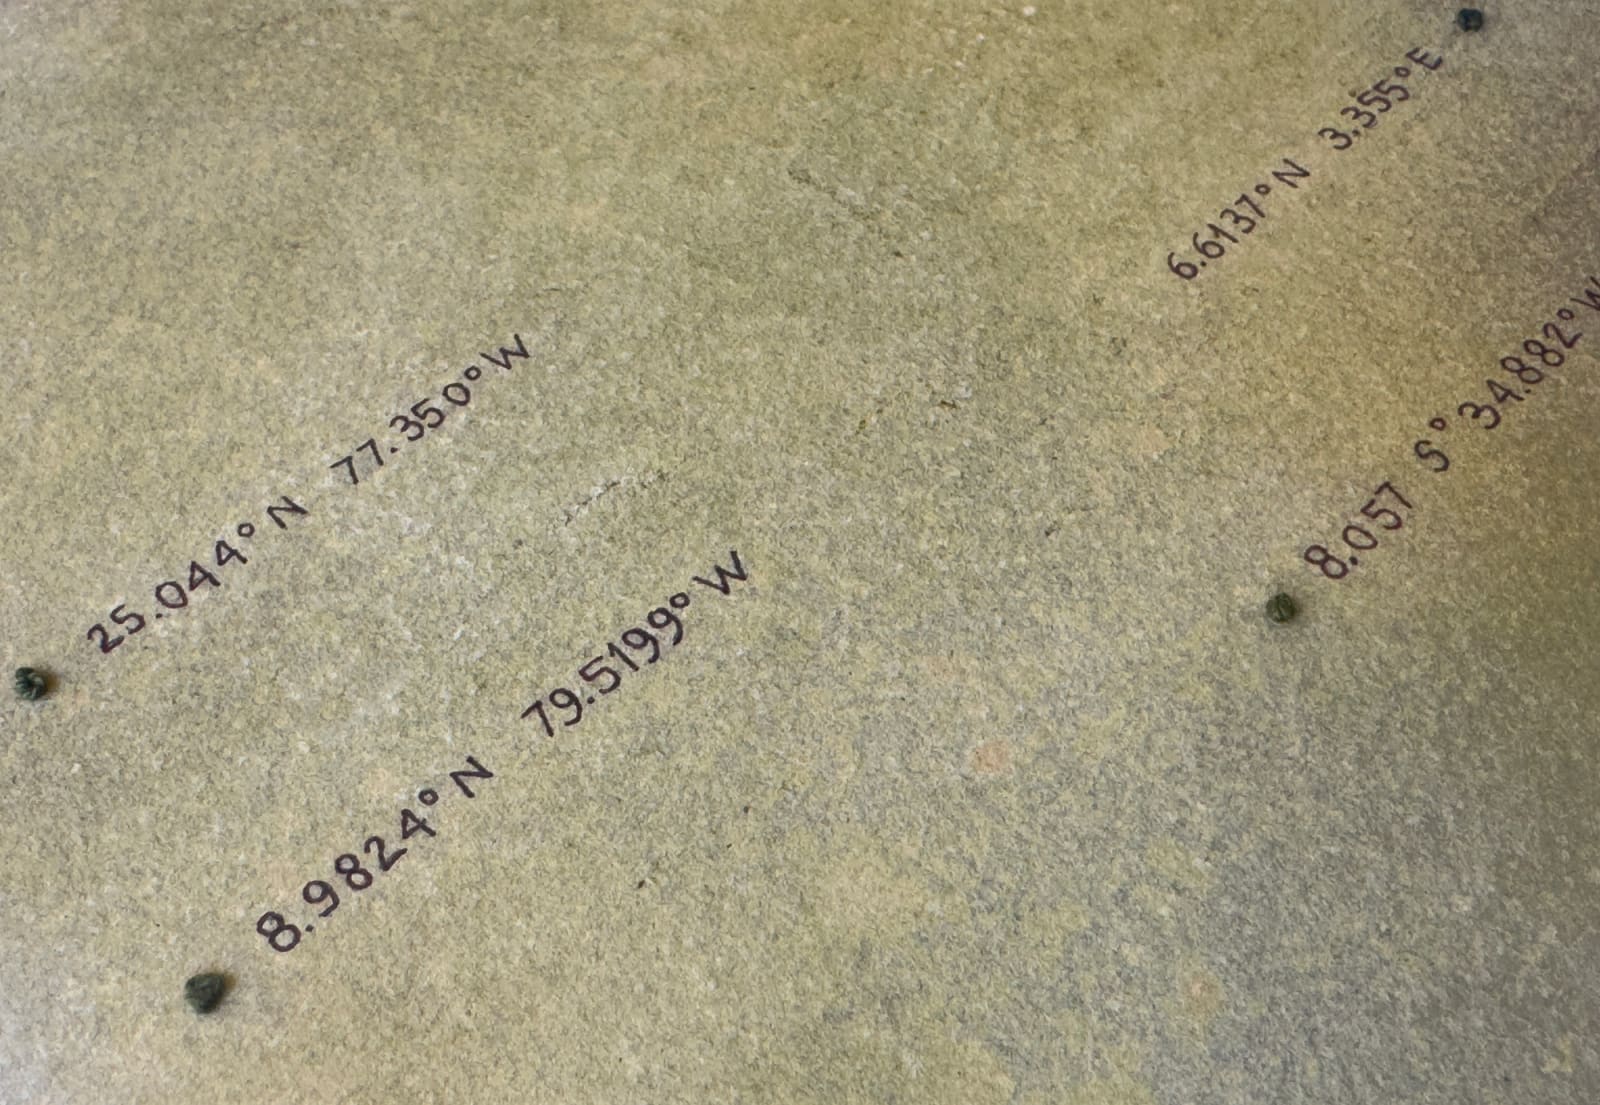 6.6137° N 3.355° E
25.044° N 77.350° W
8.057 S° 34.882° W
8.9824° N 79.5199° W